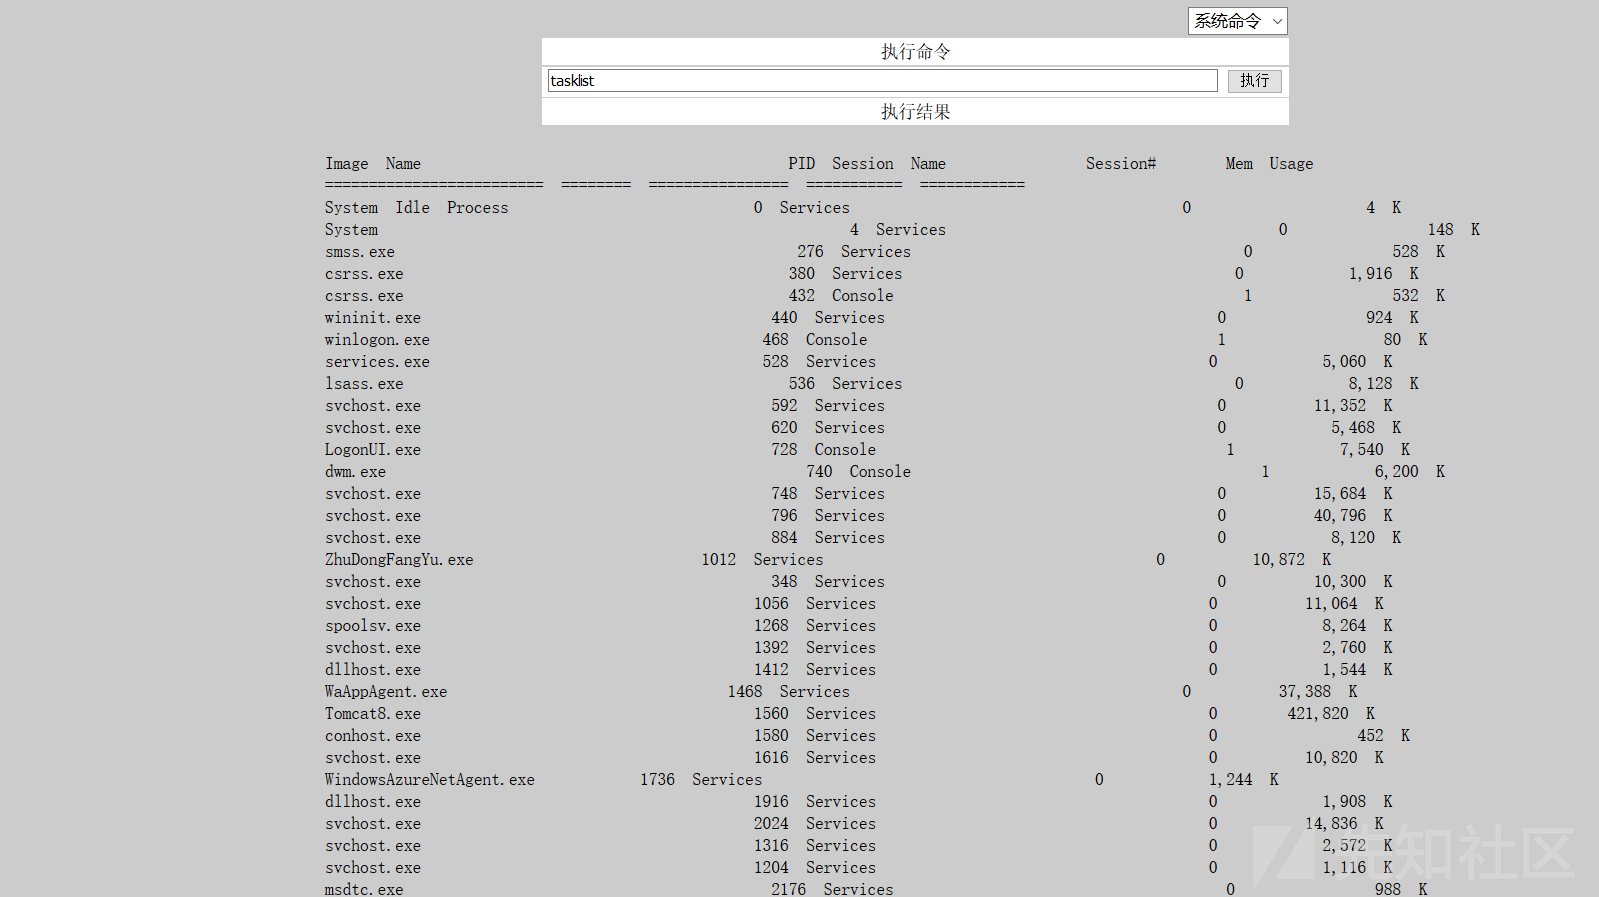 系统命令
执行命令
tasklist 执行
执行结果
Image Name PID Session Name Session# Mem Usage
========================= ======== ================ =========== ============
System Idle Process 0 Services 0 4 K
System 4 Services 0 148 K
smss.exe 276 Services 0 528 K
csrss.exe 380 Services 0 1,916 K
csrss.exe 432 Console 1 532 K
wininit.exe 440 Services 0 924 K
winlogon.exe 468 Console 1 80 K
services.exe 528 Services 0 5,060 K
lsass.exe 536 Services 0 8,128 K
svchost.exe 592 Services 0 11,352 K
svchost.exe 620 Services 0 5,468 K
LogonUI.exe 728 Console 1 7,540 K
dwm.exe 740 Console 1 6,200 K
svchost.exe 748 Services 0 15,684 K
svchost.exe 796 Services 0 40,796 K
svchost.exe 884 Services 0 8,120 K
ZhuDongFangYu.exe 1012 Services 0 10,872 K
svchost.exe 348 Services 0 10,300 K
svchost.exe 1056 Services 0 11,064 K
spoolsv.exe 1268 Services 0 8,264 K
svchost.exe 1392 Services 0 2,760 K
dllhost.exe 1412 Services 0 1,544 K
WaAppAgent.exe 1468 Services 0 37,388 K
Tomcat8.exe 1560 Services 0 421,820 K
conhost.exe 1580 Services 0 452 K
svchost.exe 1616 Services 0 10,820 K
WindowsAzureNetAgent.exe 1736 Services 0 1,244 K
dllhost.exe 1916 Services 0 1,908 K
svchost.exe 2024 Services 0 14,836 K
svchost.exe 1316 Services 0 2,572 K
svchost.exe 1204 Services 0 1,116 K
msdtc.exe 2176 Services 0 988 K
先知社区